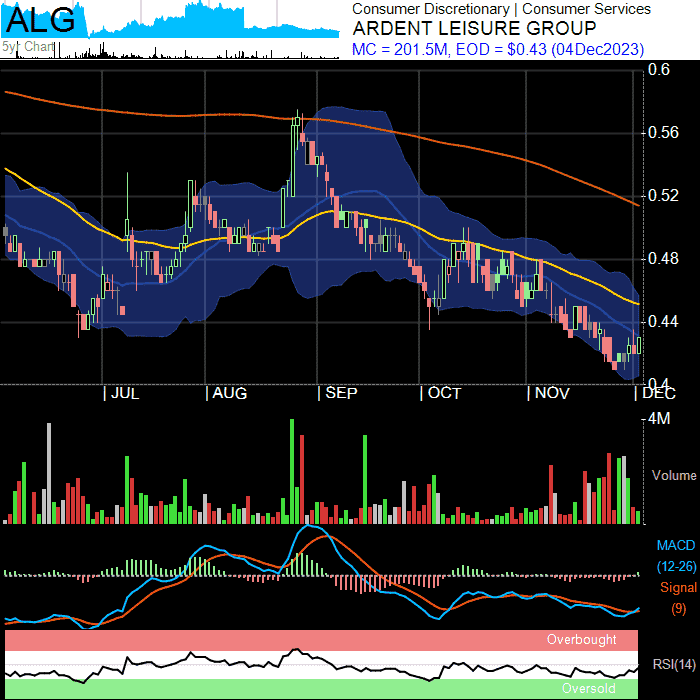 ALG
5yr Chart
Consumer Discretionary | Consumer Services
ARDENT LEISURE GROUP
MC = 201.5M, EOD = $0.43 (04Dec2023)
0.6
0.56
0.52
0.48
0.44
0.4
JUL AUG SEP OCT NOV DEC
4M
Volume
MACD
(12-26)
Signal
(9)
Overbought
RSI(14)
Oversold